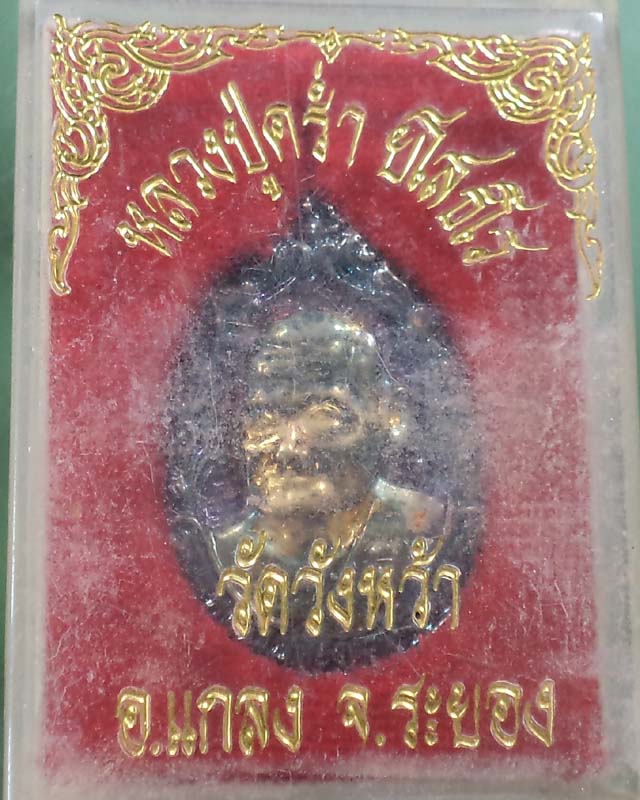 หลวงปู่คร่ำ ยโสธโร
วัดวังหว้า
อ.แกลง จ.ระยอง